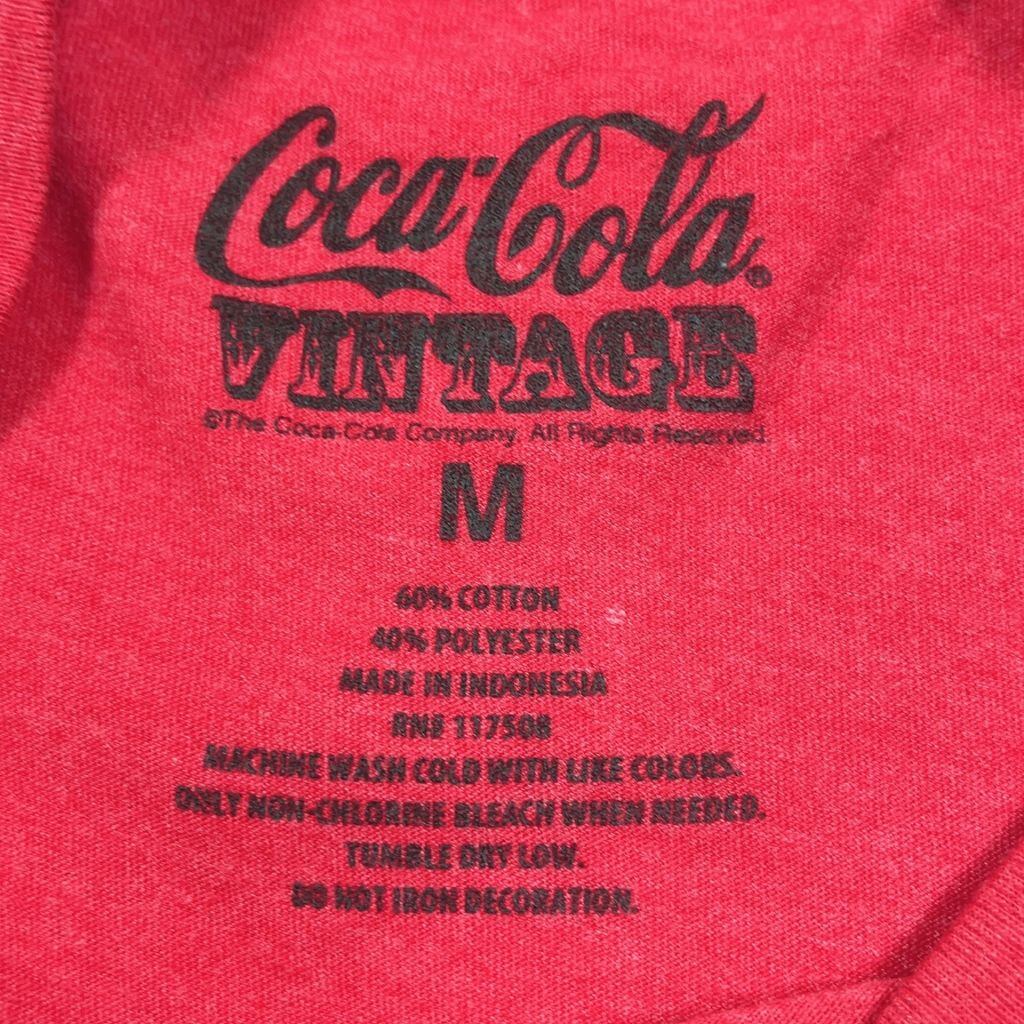 Coca-Cola®
VINTAGE
©The Coca-Cola Company. All Rights Reserved.
M
60% COTTON
40% POLYESTER
MADE IN INDONESIA
RN# 117508
MACHINE WASH COLD WITH LIKE COLORS.
ONLY NON-CHLORINE BLEACH WHEN NEEDED.
TUMBLE DRY LOW.
DO NOT IRON DECORATION.